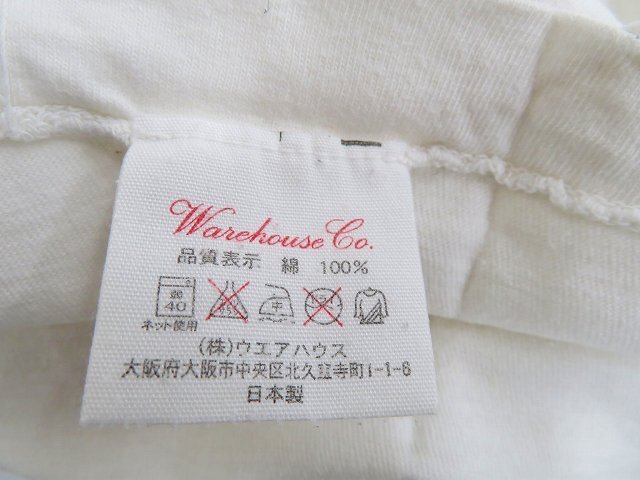 Warehouse Co.
品質表示 綿 100%
弱 40 中
ネット使用
(株)ウエアハウス
大阪府大阪市中央区北久宝寺町1-1-6
日本製